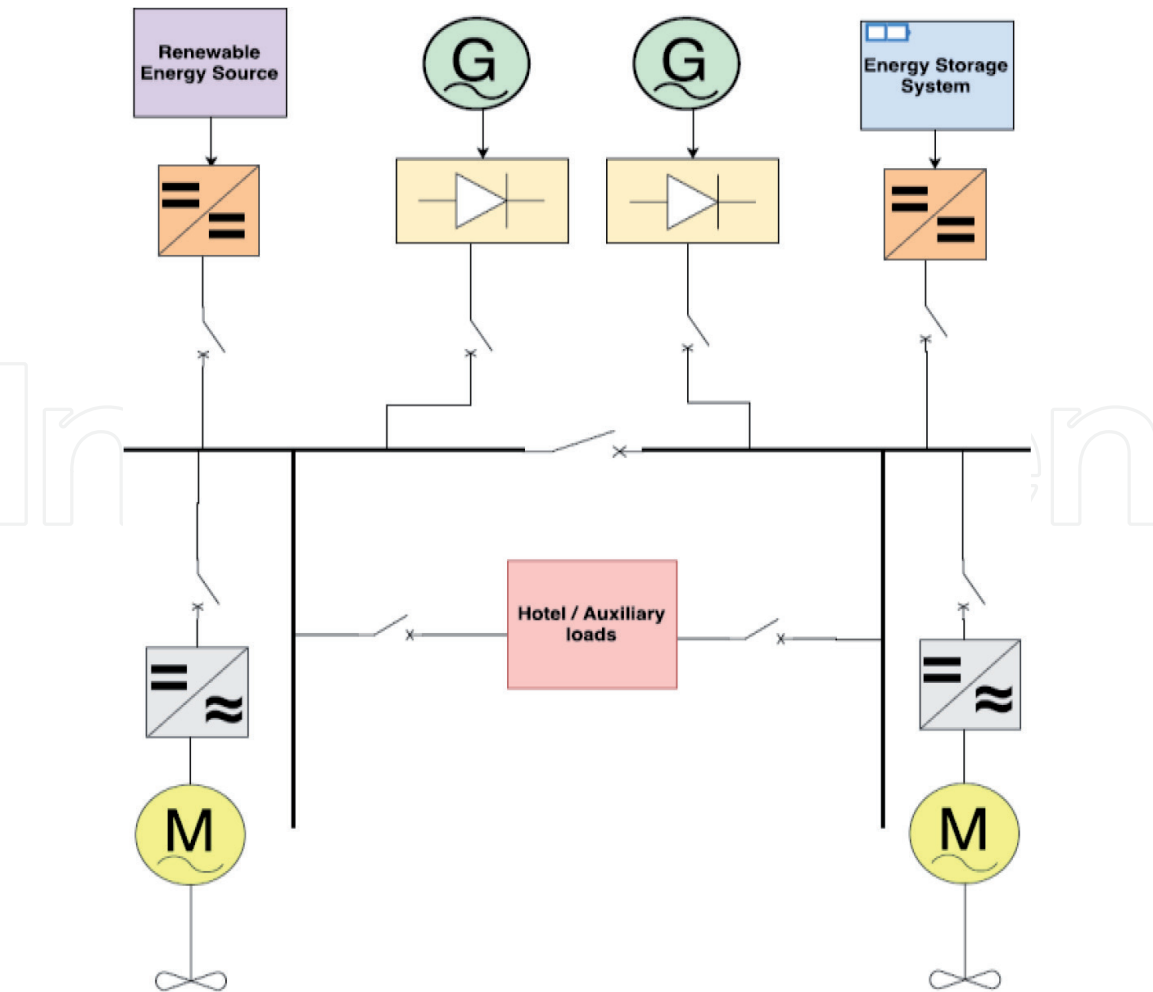 Renewable
Energy Source
G
G
Energy Storage
System
Hotel / Auxiliary
loads
M
M